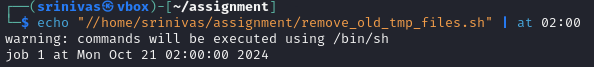 ┌──(srinivas㉿vbox)-[~/assignment]
└─$ echo "//home/srinivas/assignment/remove_old_tmp_files.sh" | at 02:00
warning: commands will be executed using /bin/sh
job 1 at Mon Oct 21 02:00:00 2024